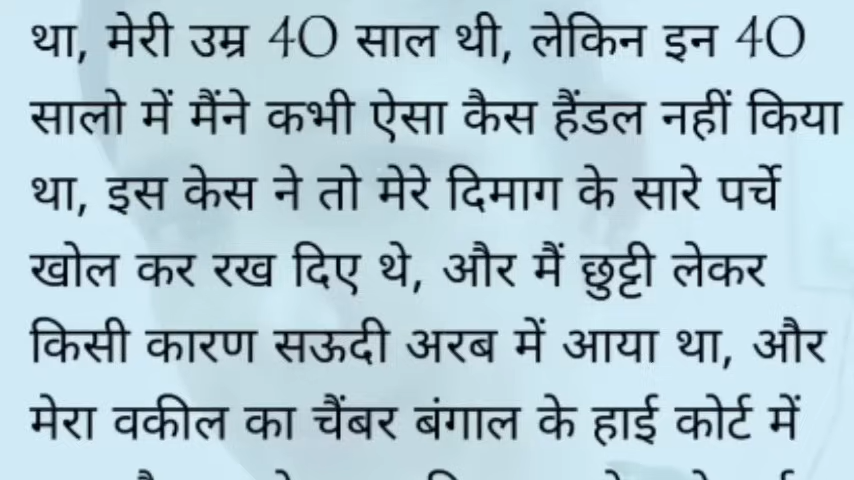 था, मेरी उम्र 40 साल थी, लेकिन इन 40
सालो में मैंने कभी ऐसा कैस हैंडल नहीं किया
था, इस केस ने तो मेरे दिमाग के सारे पर्चे
खोल कर रख दिए थे, और मैं छुट्टी लेकर
किसी कारण सऊदी अरब में आया था, और
मेरा वकील का चैंबर बंगाल के हाई कोर्ट में